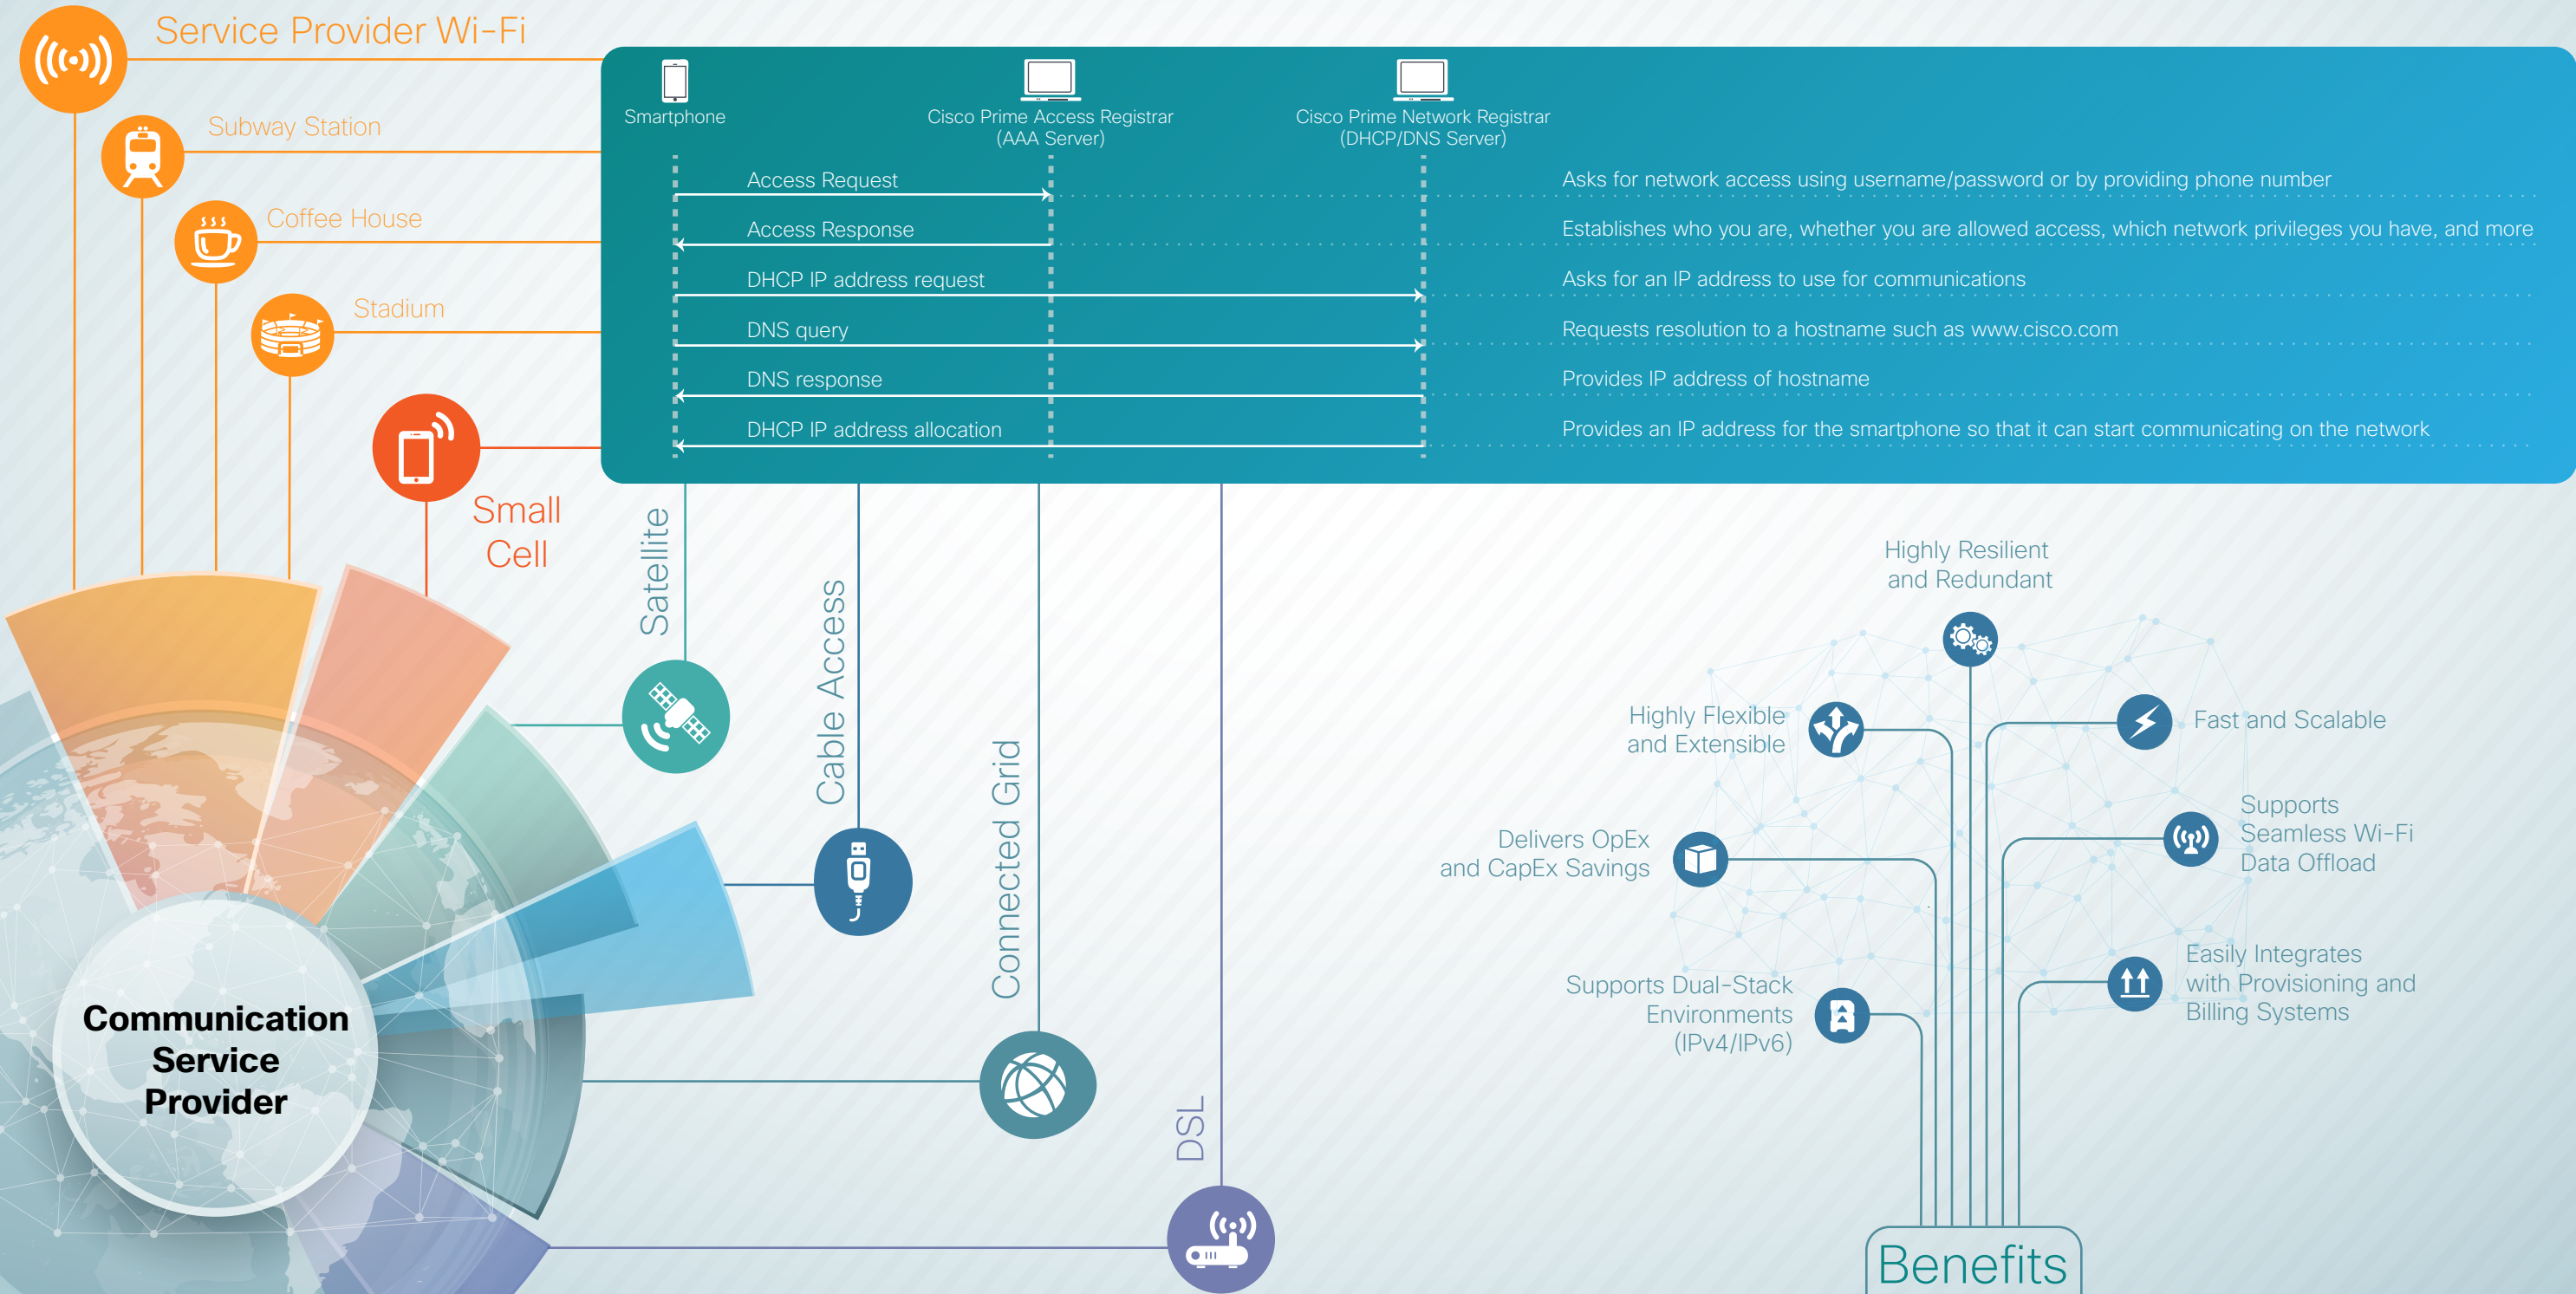 Service Provider Wi-Fi
Subway Station
Coffee House
Stadium
Small
Cell
Smartphone
Cisco Prime Access Registrar
(AAA Server)
Cisco Prime Network Registrar
(DHCP/DNS Server)
Access Request
Asks for network access using username/password or by providing phone number
Access Response
Establishes who you are, whether you are allowed access, which network privileges you have, and more
DHCP IP address request
Asks for an IP address to use for communications
DNS query
Requests resolution to a hostname such as www.cisco.com
DNS response
Provides IP address of hostname
DHCP IP address allocation
Provides an IP address for the smartphone so that it can start communicating on the network
Satellite
Cable Access
Connected Grid
DSL
Communication
Service
Provider
Highly Resilient
and Redundant
Highly Flexible
and Extensible
Fast and Scalable
Delivers OpEx
and CapEx Savings
Supports
Seamless Wi-Fi
Data Offload
Supports Dual-Stack
Environments
(IPv4/IPv6)
Easily Integrates
with Provisioning and
Billing Systems
Benefits